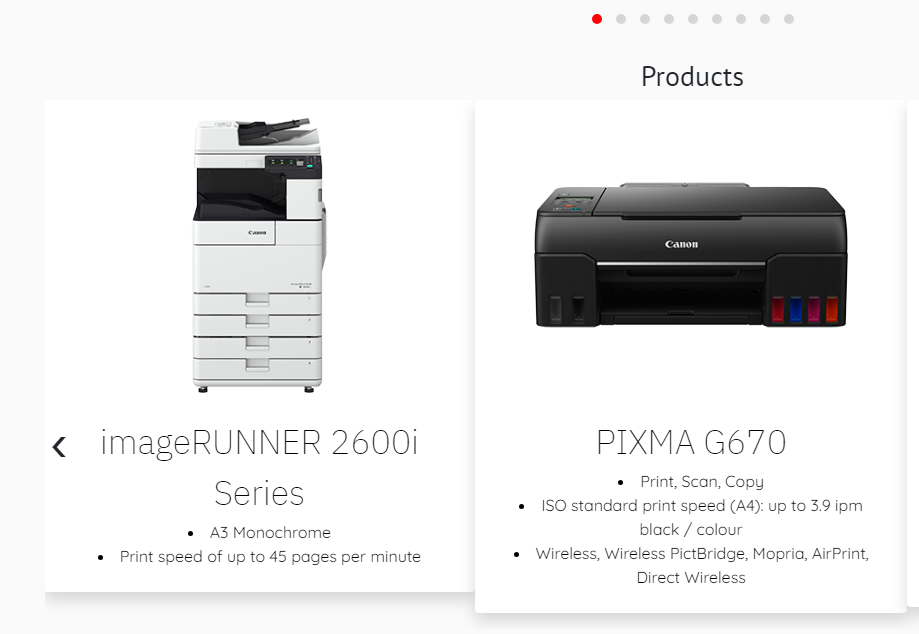 Products
Canon
Canon
imageRUNNER 2600i
Series
A3 Monochrome
Print speed of up to 45 pages per minute
PIXMA G670
Print, Scan, Copy
ISO standard print speed (A4): up to 3.9 ipm
black / colour
Wireless, Wireless PictBridge, Mopria, AirPrint,
Direct Wireless